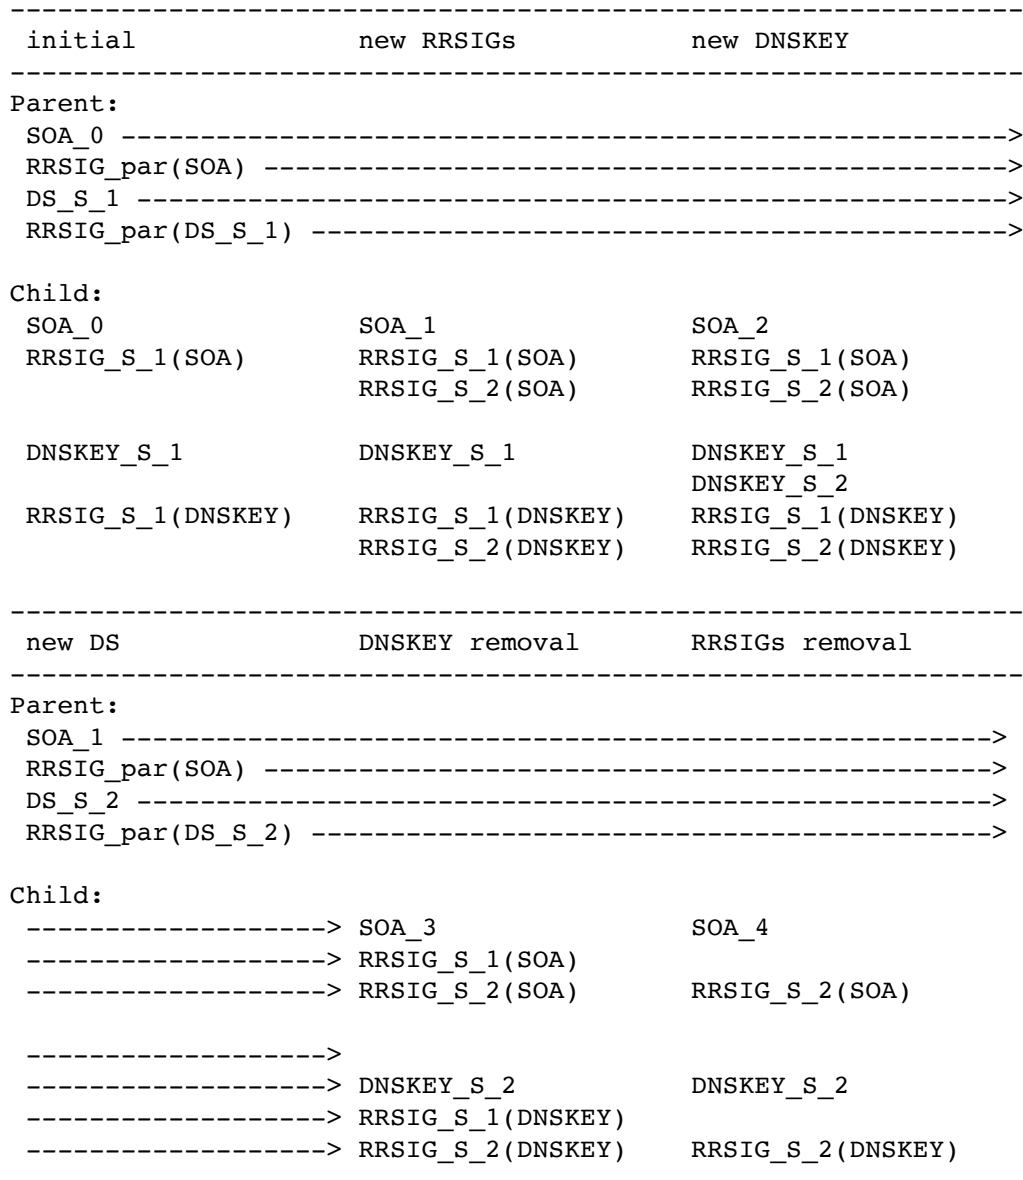 ----------------------------------------------------------------
 initial              new RRSIGs           new DNSKEY
----------------------------------------------------------------
Parent:
 SOA_0 -------------------------------------------------------->
 RRSIG_par(SOA) ----------------------------------------------->
 DS_S_1 ------------------------------------------------------->
 RRSIG_par(DS_S_1) -------------------------------------------->

Child:
 SOA_0                SOA_1                SOA_2
 RRSIG_S_1(SOA)       RRSIG_S_1(SOA)       RRSIG_S_1(SOA)
                      RRSIG_S_2(SOA)       RRSIG_S_2(SOA)

 DNSKEY_S_1           DNSKEY_S_1           DNSKEY_S_1
                                           DNSKEY_S_2
 RRSIG_S_1(DNSKEY)    RRSIG_S_1(DNSKEY)    RRSIG_S_1(DNSKEY)
                      RRSIG_S_2(DNSKEY)    RRSIG_S_2(DNSKEY)

----------------------------------------------------------------
 new DS               DNSKEY removal       RRSIGs removal
----------------------------------------------------------------
Parent:
 SOA_1 ------------------------------------------------------->
 RRSIG_par(SOA) ---------------------------------------------->
 DS_S_2 ------------------------------------------------------>
 RRSIG_par(DS_S_2) ------------------------------------------->

Child:
 -------------------> SOA_3                SOA_4
 -------------------> RRSIG_S_1(SOA)
 -------------------> RRSIG_S_2(SOA)       RRSIG_S_2(SOA)

 ------------------->
 -------------------> DNSKEY_S_2           DNSKEY_S_2
 -------------------> RRSIG_S_1(DNSKEY)
 -------------------> RRSIG_S_2(DNSKEY)    RRSIG_S_2(DNSKEY)